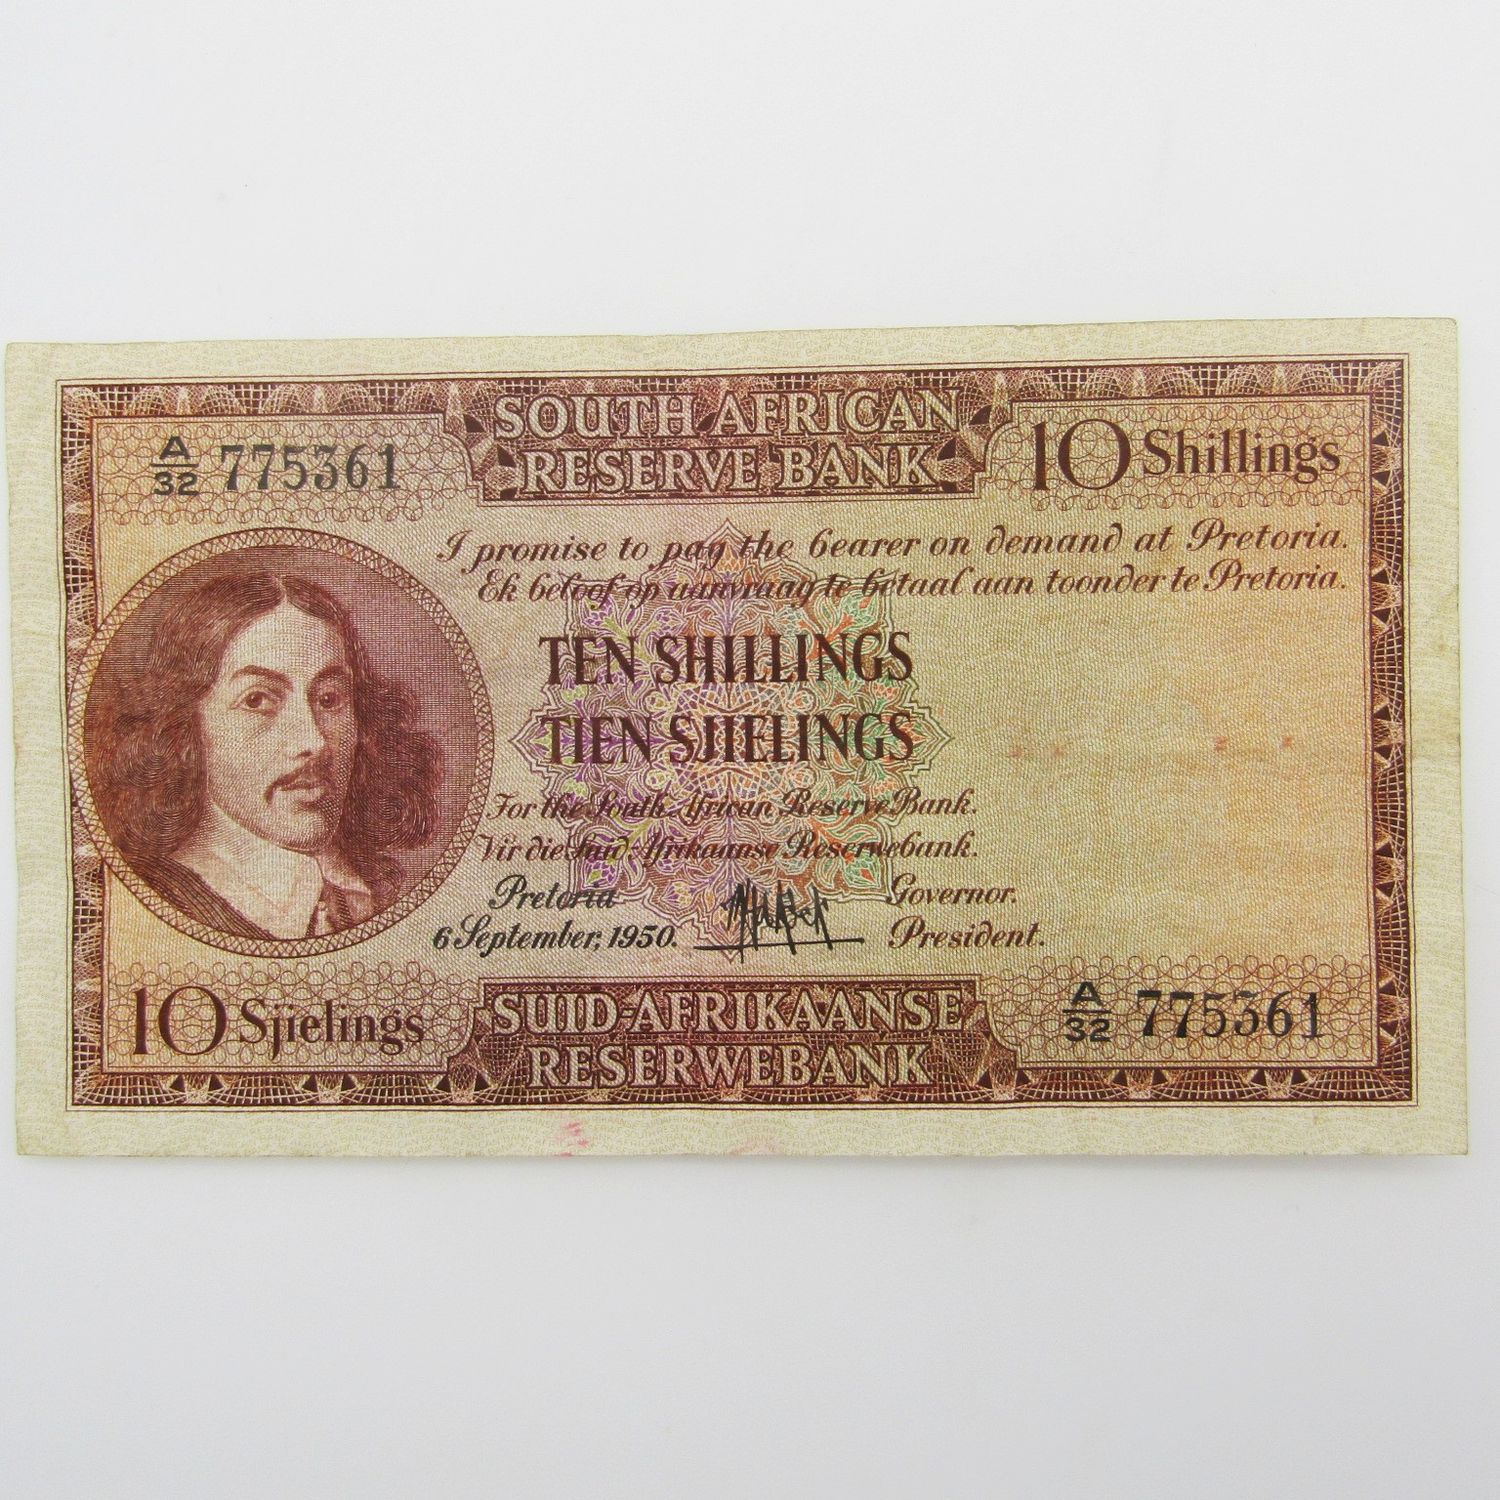 SOUTH AFRICAN
RESERVE BANK
A/32 775361
10 Shillings
I promise to pay the bearer on demand at Pretoria.
Ek beloof op aanvraag te betaal aan toonder te Pretoria.
TEN SHILLINGS
TIEN SJIELINGS
For the South African Reserve Bank.
Vir die Suid-Afrikaanse Reserwebank.
Pretoria
6 September, 1950.
Governor.
President.
10 Sjielings
SUID-AFRIKAANSE
RESERWEBANK
A/32 775361